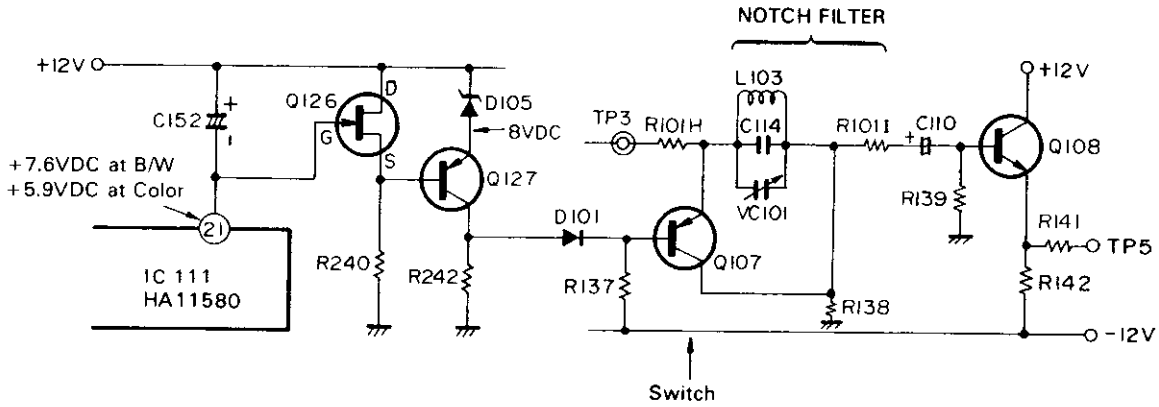 NOTCH FILTER
+12V
L103
+12V
Q126
D
D105
TP3
R101H
C114
R101I
+
C110
C152
+
-
G
8VDC
Q108
S
+7.6VDC at B/W
+5.9VDC at Color
Q127
VC101
R139
D101
R141
21
TP5
Q107
R240
R242
R137
R138
R142
IC 111
HA11580
-12V
Switch